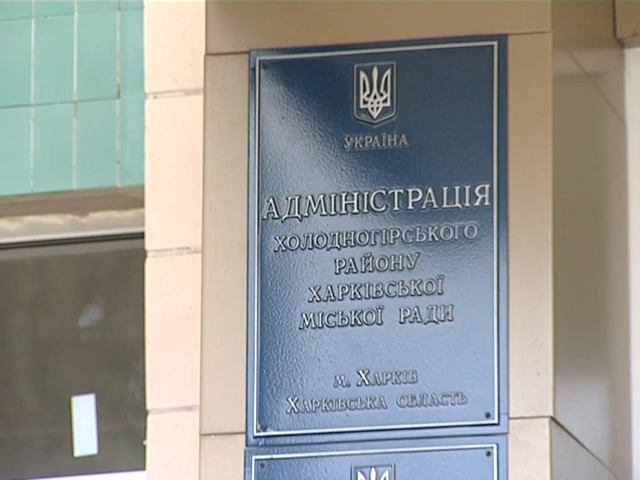 УКРАЇНА
АДМІНІСТРАЦІЯ
ХОЛОДНОГІРСЬКОГО
РАЙОНУ
ХАРКІВСЬКОЇ
МІСЬКОЇ РАДИ
м. Харків
Харківська область